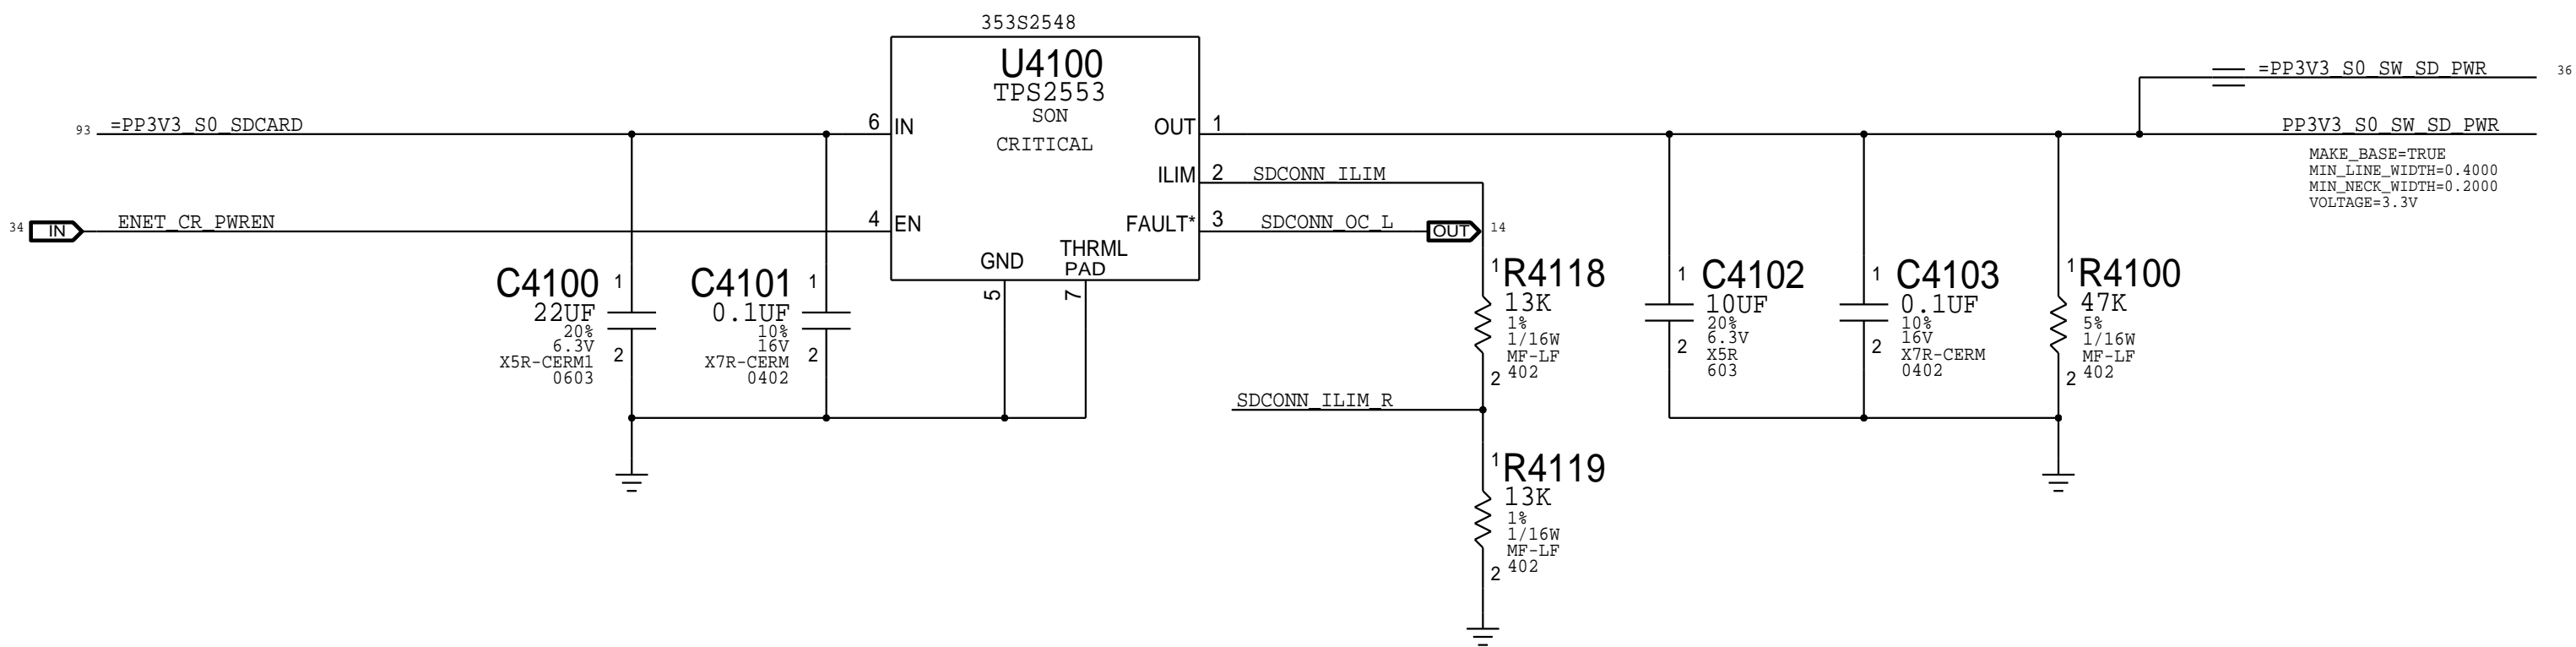 353S2548
U4100
TPS2553
SON
CRITICAL
6 IN
4 EN
OUT 1
ILIM 2
FAULT* 3
GND
THRML
PAD
5
7
93 =PP3V3_S0_SDCARD
34 IN ENET_CR_PWREN
SDCONN_ILIM
SDCONN_OC_L OUT 14
=PP3V3_S0_SW_SD_PWR 36
PP3V3_S0_SW_SD_PWR
MAKE_BASE=TRUE
MIN_LINE_WIDTH=0.4000
MIN_NECK_WIDTH=0.2000
VOLTAGE=3.3V
C4100 1
22UF
20%
6.3V
X5R-CERM1 2
0603
C4101 1
0.1UF
10%
16V
X7R-CERM 2
0402
1 R4118
13K
1%
1/16W
MF-LF
2 402
SDCONN_ILIM_R
1 R4119
13K
1%
1/16W
MF-LF
2 402
1 C4102
10UF
20%
6.3V
2 X5R
603
1 C4103
0.1UF
10%
16V
2 X7R-CERM
0402
1 R4100
47K
5%
1/16W
MF-LF
2 402